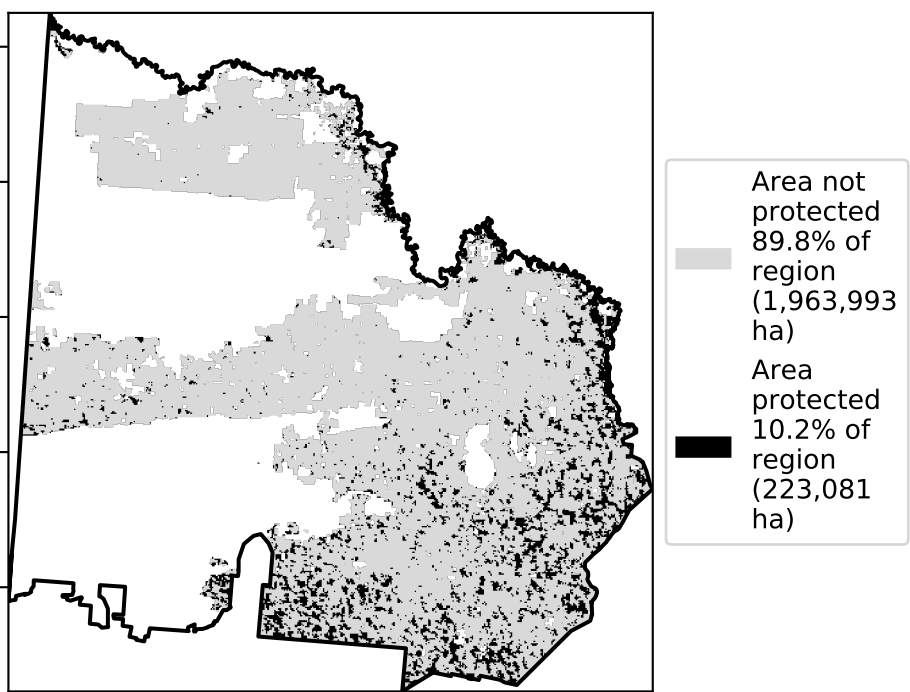 Area not
protected
89.8% of
region
(1,963,993
ha)
Area
protected
10.2% of
region
(223,081
ha)